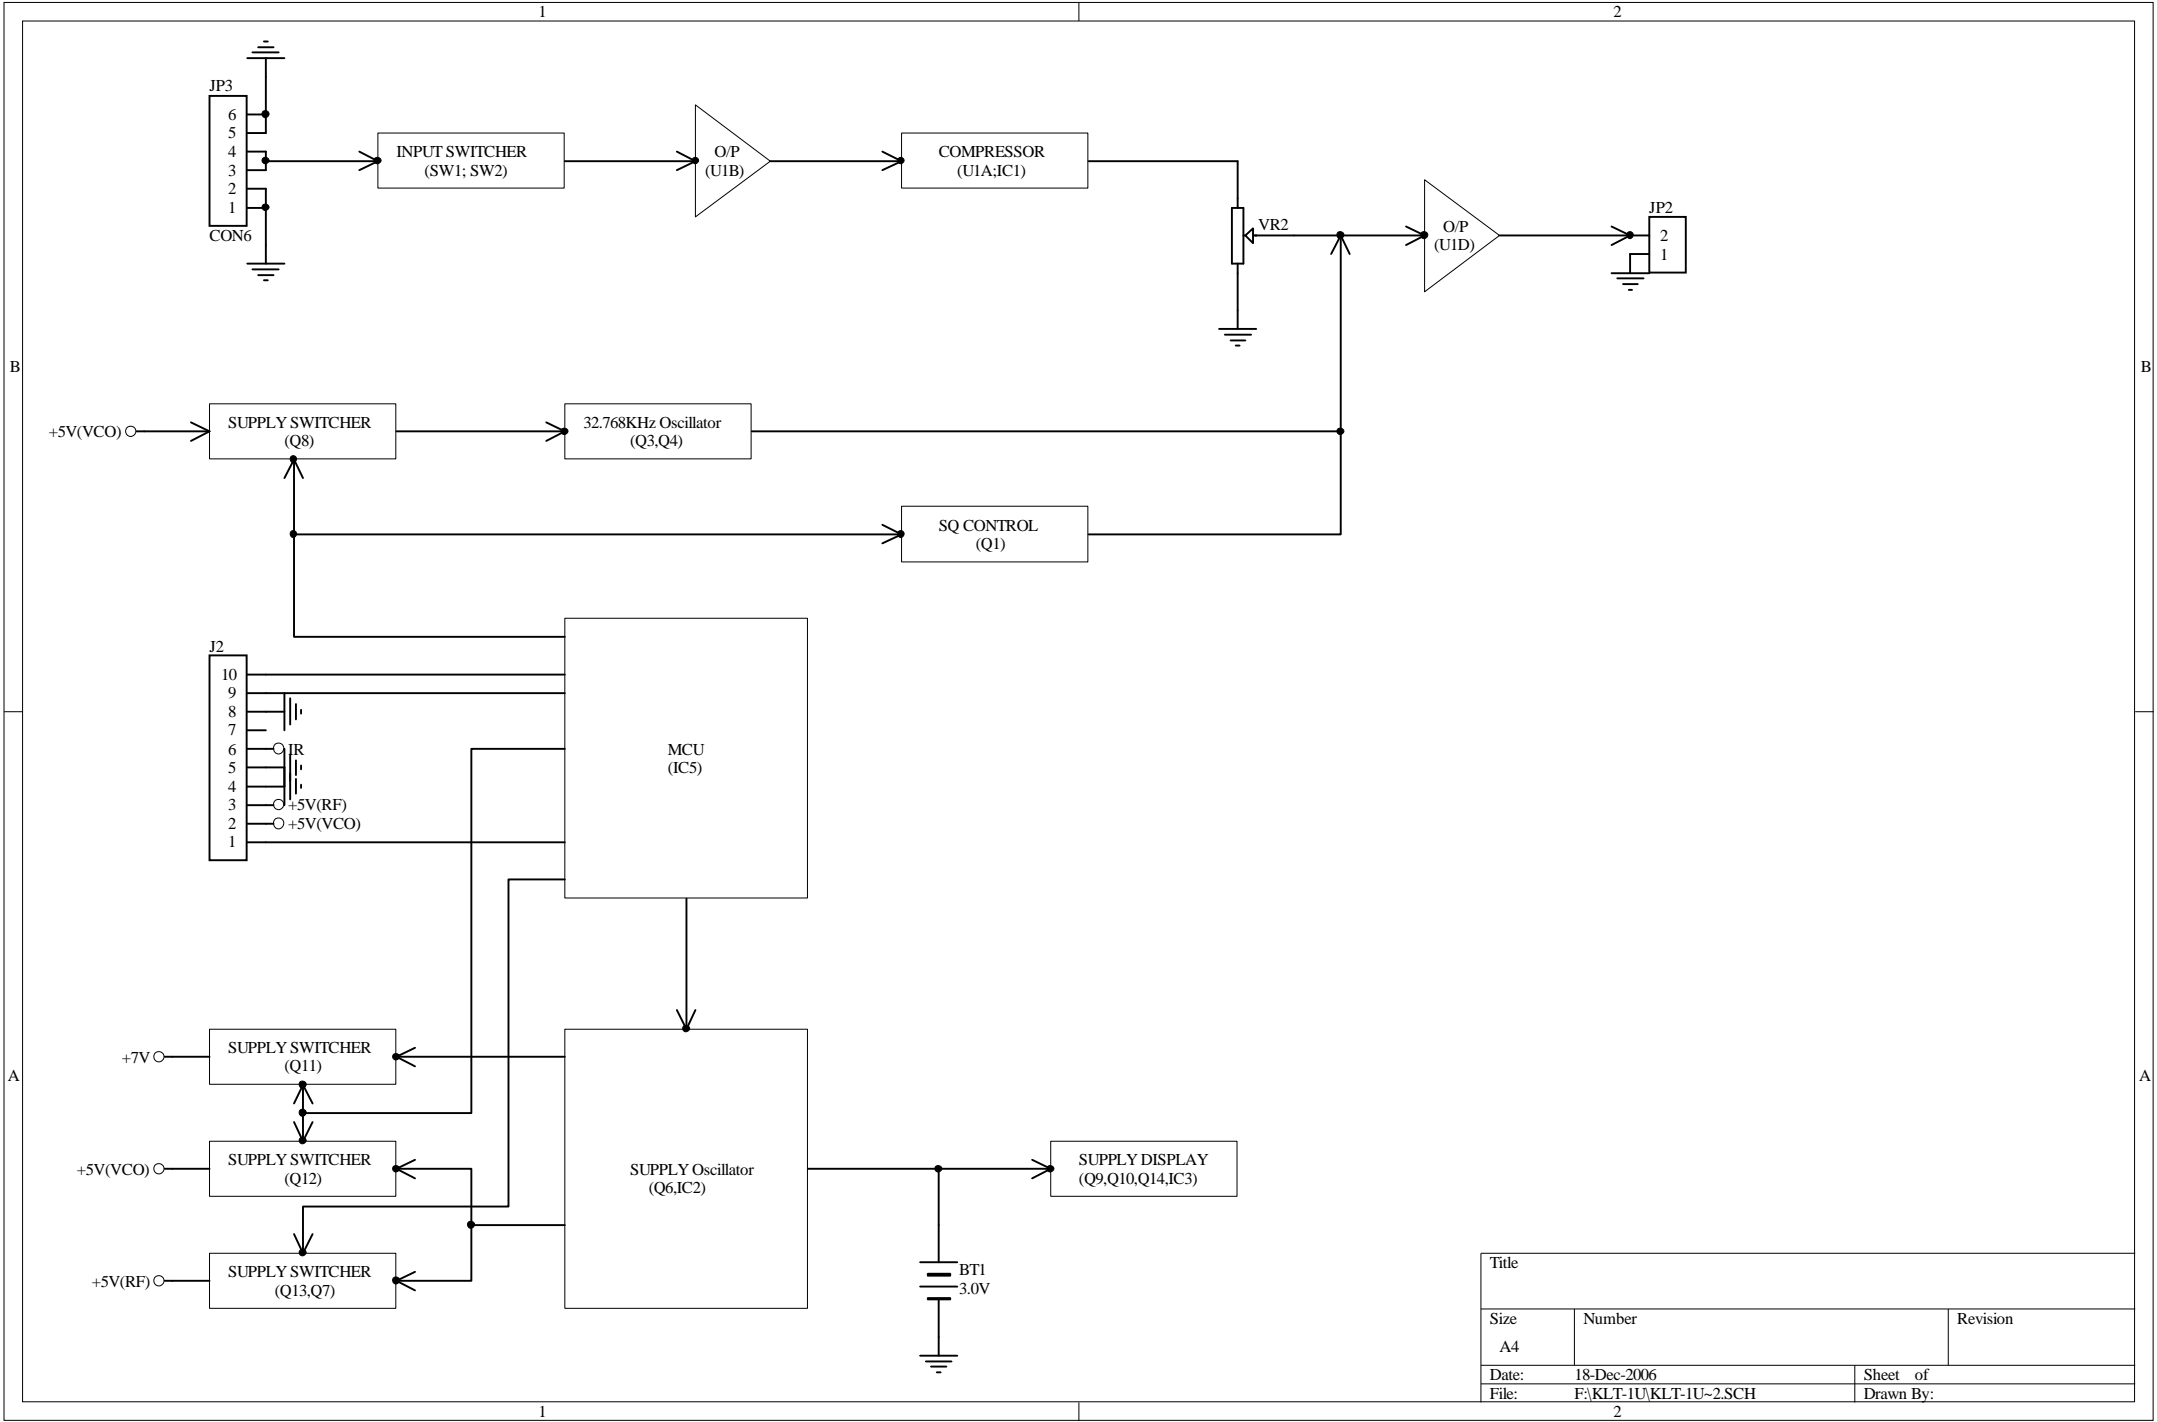 1
2
JP3
6
5
4
3
2
1
CON6
INPUT SWITCHER
(SW1; SW2)
O/P
(U1B)
COMPRESSOR
(U1A;IC1)
VR2
O/P
(U1D)
JP2
2
1
B
B
+5V(VCO)
SUPPLY SWITCHER
(Q8)
32.768KHz Oscillator
(Q3,Q4)
SQ CONTROL
(Q1)
J2
10
9
8
7
6
5
4
3
2
1
IR
+5V(RF)
+5V(VCO)
MCU
(IC5)
A
A
+7V
SUPPLY SWITCHER
(Q11)
+5V(VCO)
SUPPLY SWITCHER
(Q12)
+5V(RF)
SUPPLY SWITCHER
(Q13,Q7)
SUPPLY Oscillator
(Q6,IC2)
SUPPLY DISPLAY
(Q9,Q10,Q14,IC3)
BT1
3.0V
Title
Size
Number
Revision
A4
Date:
18-Dec-2006
Sheet of
File:
F:\KLT-1U\KLT-1U~2.SCH
Drawn By:
1
2